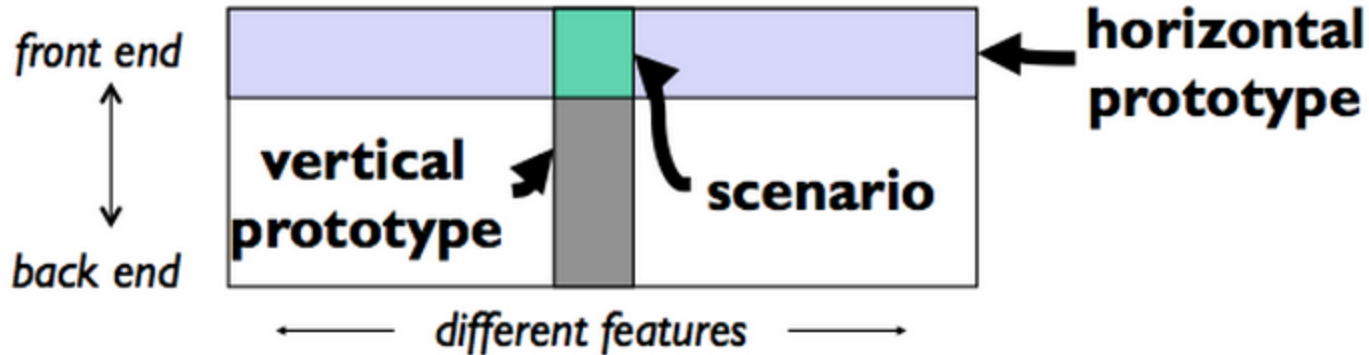 front end
horizontal
prototype
vertical
prototype
scenario
back end
different features